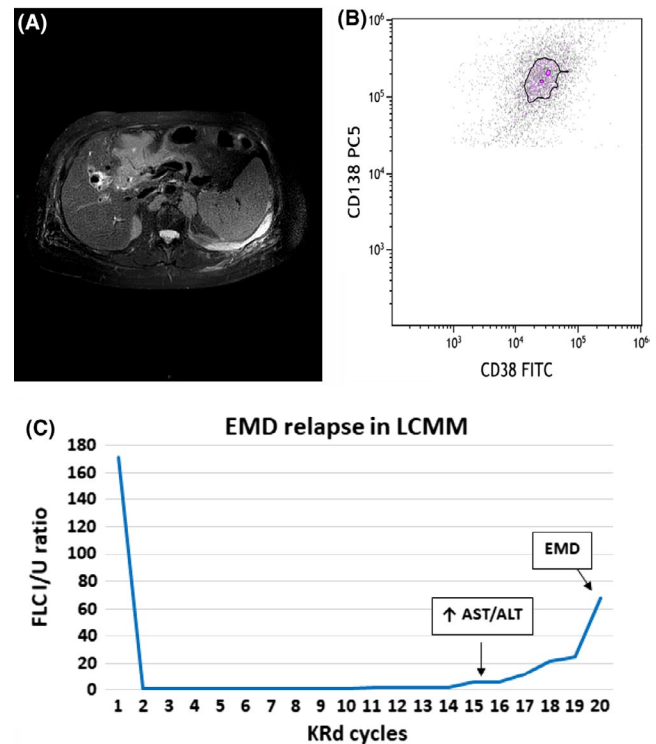 (A)
(B)
10⁶
10⁵
10⁴
10³
CD138 PC5
10³ 10⁴ 10⁵ 10⁶
CD38 FITC
(C)
EMD relapse in LCMM
180
160
140
120
100
80
60
40
20
0
FLC I/U ratio
EMD
↑ AST/ALT
1 2 3 4 5 6 7 8 9 10 11 12 13 14 15 16 17 18 19 20
KRd cycles